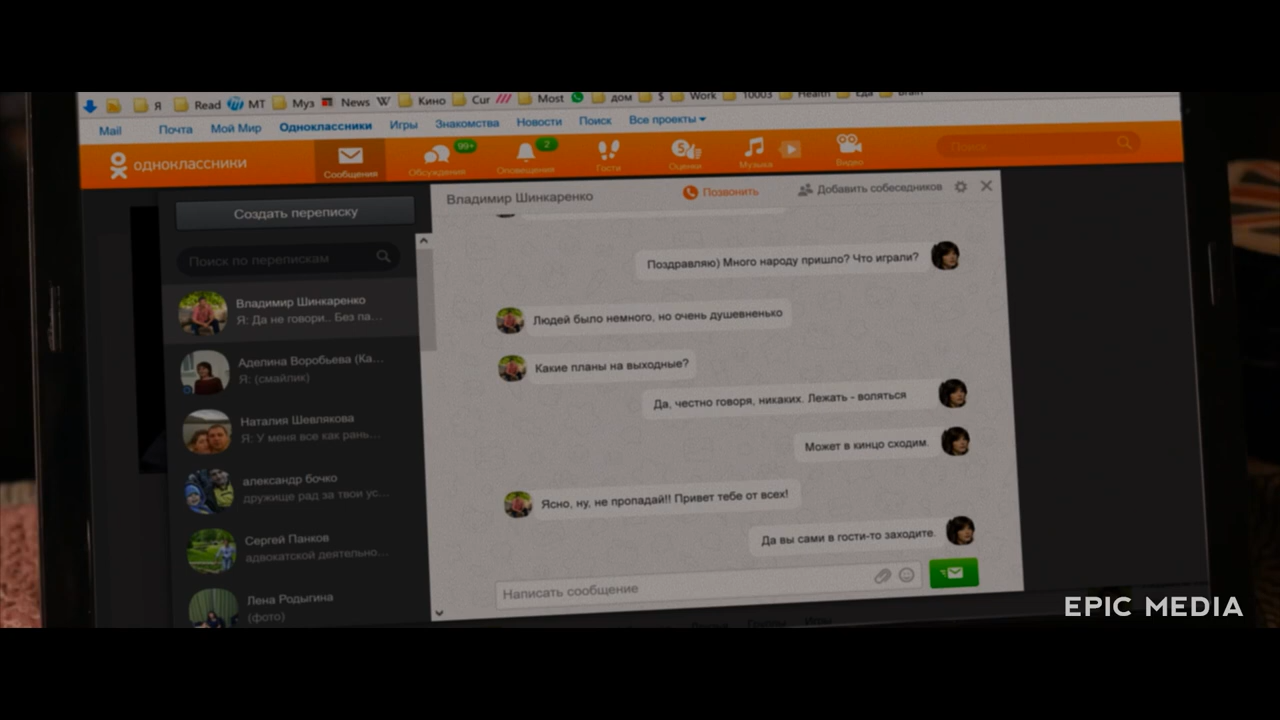 Я Read МТ Муз News Кино Cur Most дом $ Work 10003 Health Еда Brain
Mail Почта Мой Мир Одноклассники Игры Знакомства Новости Поиск Все проекты
одноклассники
Сообщения
99+
Обсуждения
2
Оповещения
Гости
5
Оценки
Музыка
Видео
Поиск
Создать переписку
Поиск по перепискам
Владимир Шинкаренко
Я: Да не говори.. Без па...
Аделина Воробьева (Ка...
Я: (смайлик)
Наталия Шевлякова
Я: У меня все как рань...
александр бочко
дружище рад за твои ус...
Сергей Панков
адвокатской деятельно...
Лена Родыгина
(фото)
Владимир Шинкаренко
Позвонить
Добавить собеседников
Поздравляю) Много народу пришло? Что играли?
Людей было немного, но очень душевненько
Какие планы на выходные?
Да, честно говоря, никаких. Лежать - воляться
Может в кинцо сходим.
Ясно, ну, не пропадай!! Привет тебе от всех!
Да вы сами в гости-то заходите.
Написать сообщение
EPIC MEDIA